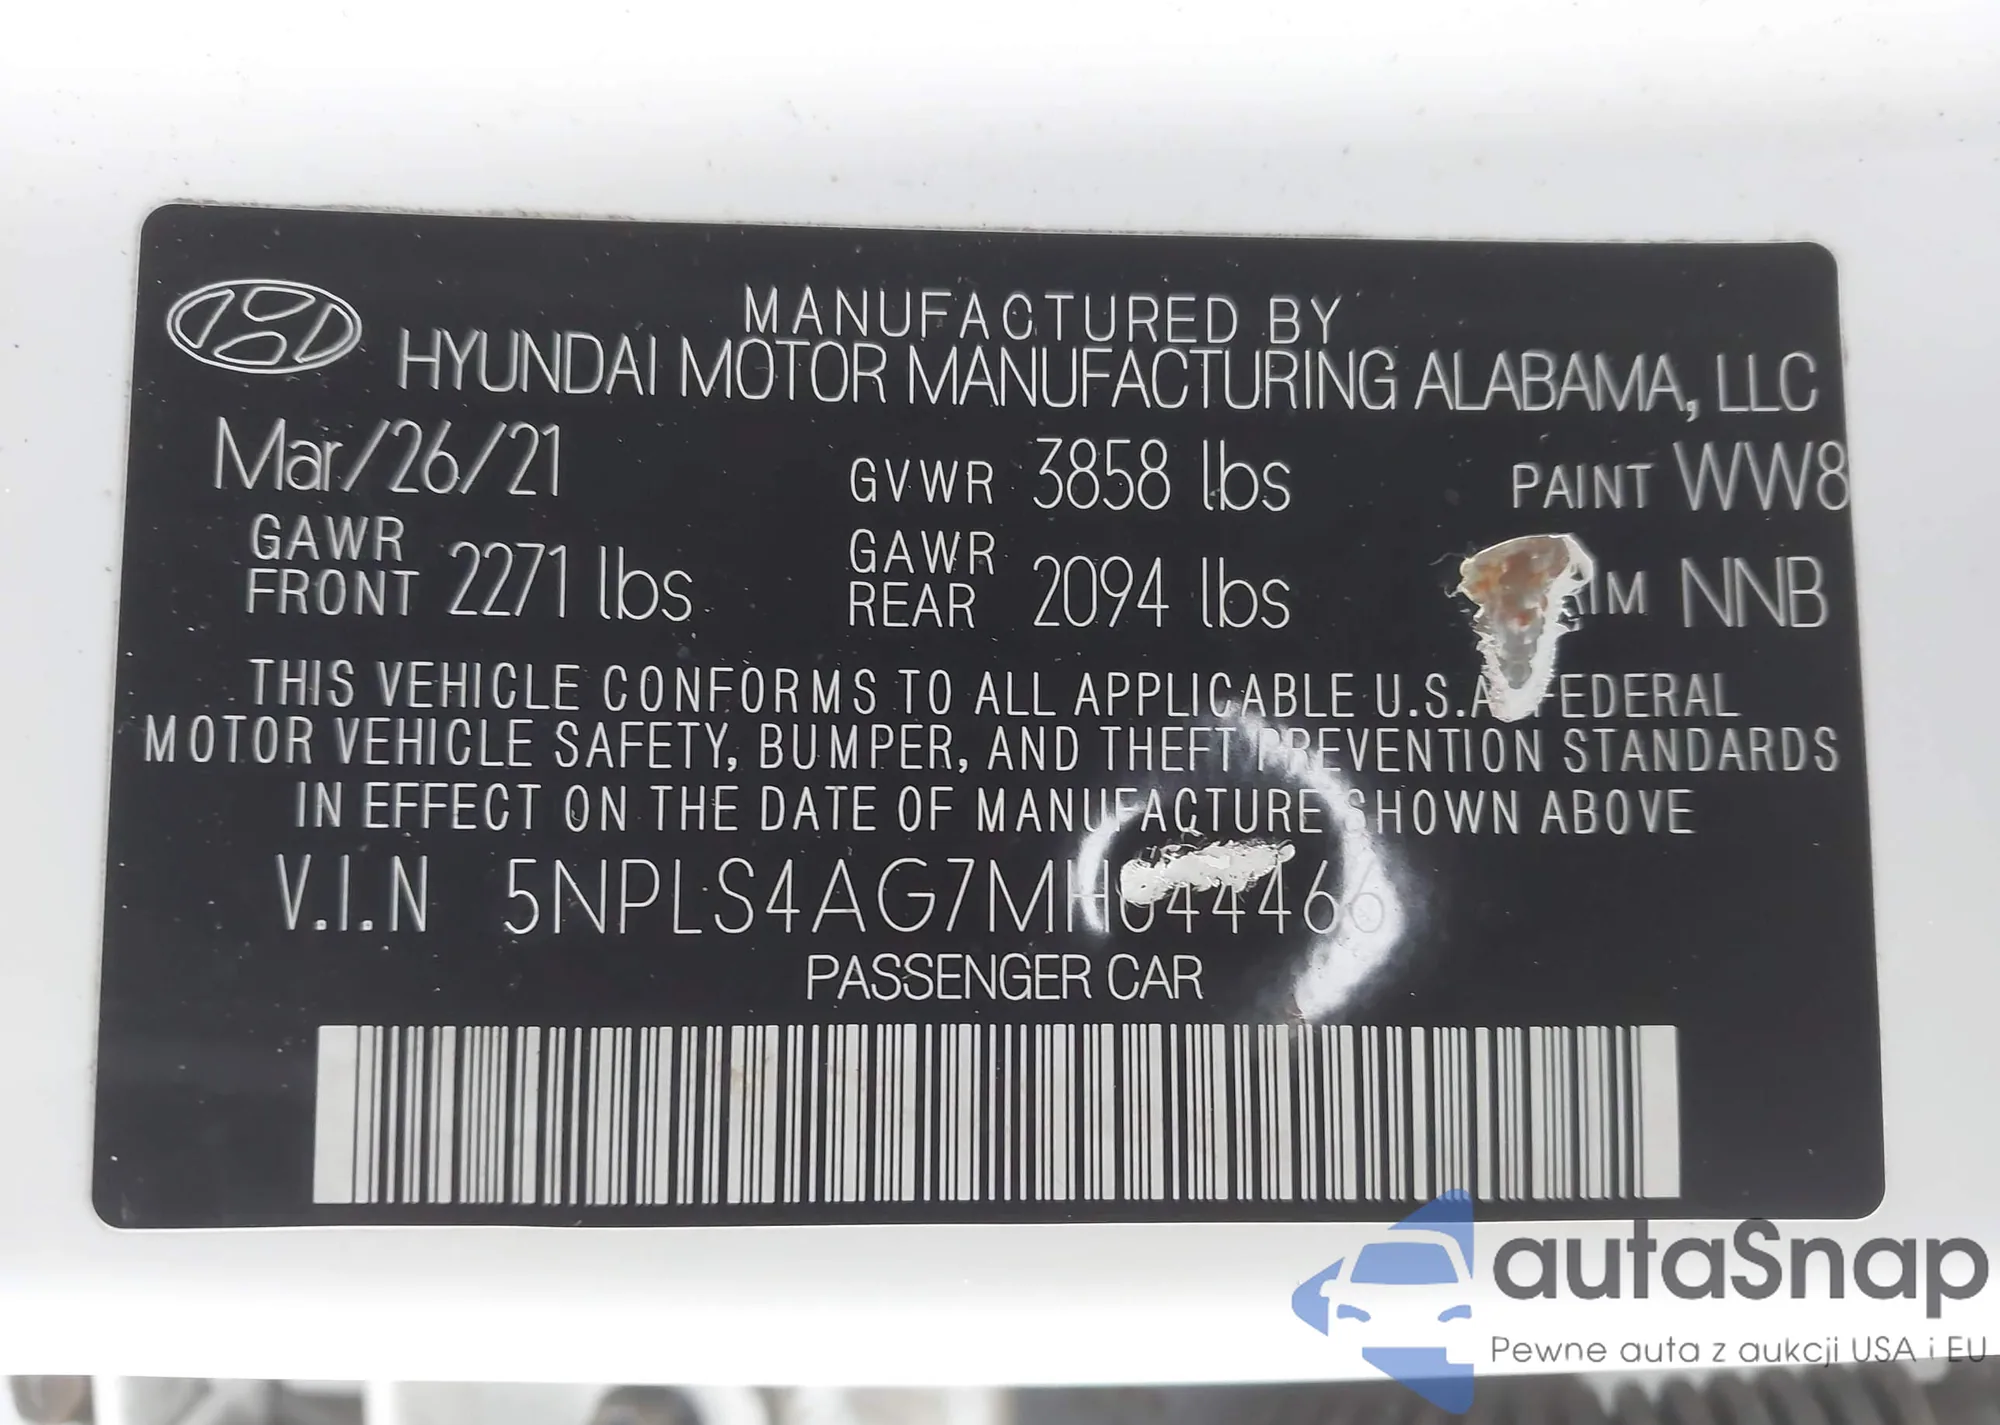 MANUFACTURED BY
HYUNDAI MOTOR MANUFACTURING ALABAMA, LLC
Mar/26/21 GVWR 3858 lbs PAINT WW8
GAWR FRONT 2271 lbs GAWR REAR 2094 lbs NNB
THIS VEHICLE CONFORMS TO ALL APPLICABLE U.S.A. FEDERAL
MOTOR VEHICLE SAFETY, BUMPER, AND THEFT PREVENTION STANDARDS
IN EFFECT ON THE DATE OF MANUFACTURE SHOWN ABOVE
V.I.N 5NPLS4AG7MH044466
PASSENGER CAR
autaSnap
Pewne auta z aukcji USA i EU